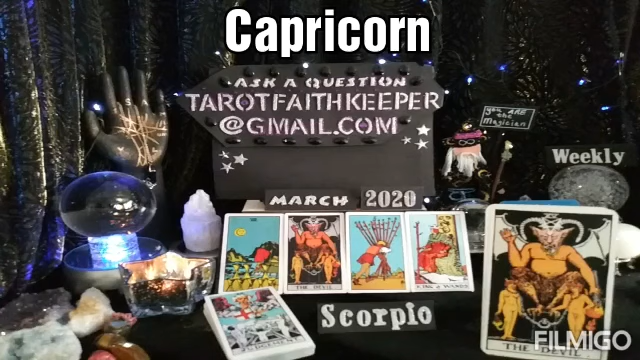 Capricorn
ASK A QUESTION
TAROTFAITHKEEPER
@GMAIL.COM
you ARE
the
Magician
Weekly
MARCH 2020
THE DEVIL
KING of WANDS
Scorpio
THE DEVIL
FILMIGO